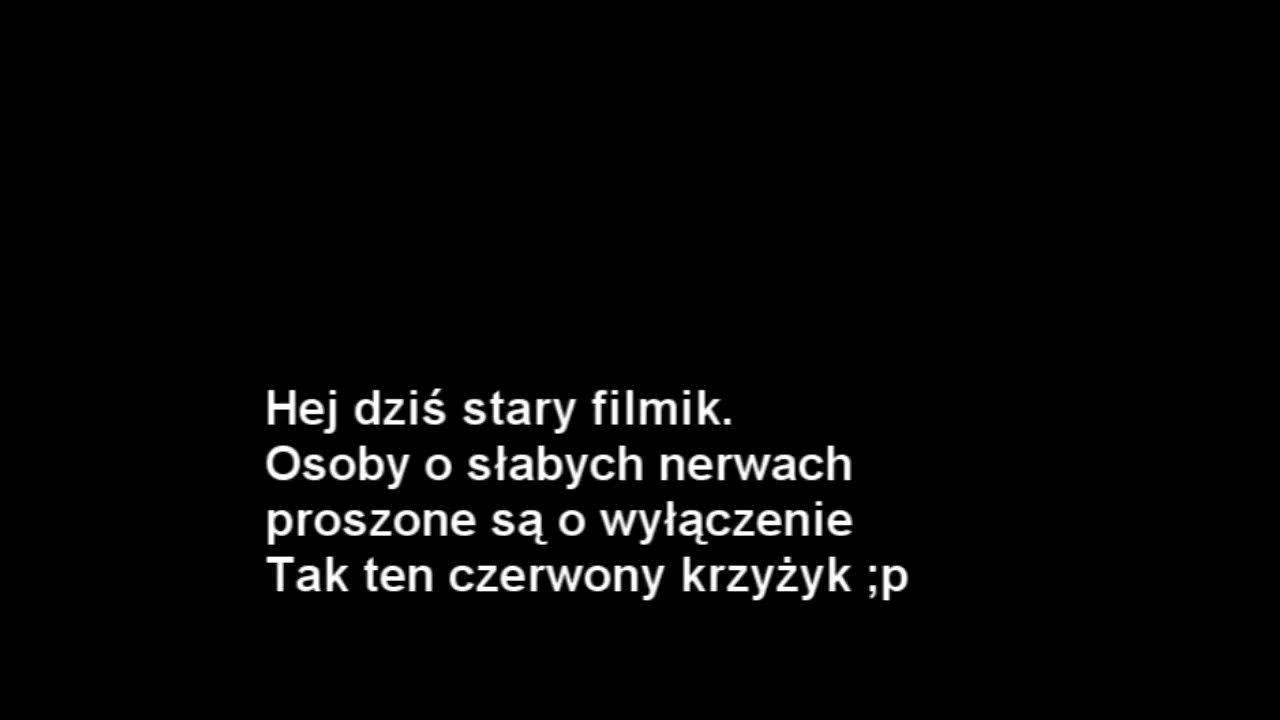 Hej dziś stary filmik.
Osoby o słabych nerwach
proszone są o wyłączenie
Tak ten czerwony krzyżyk ;p